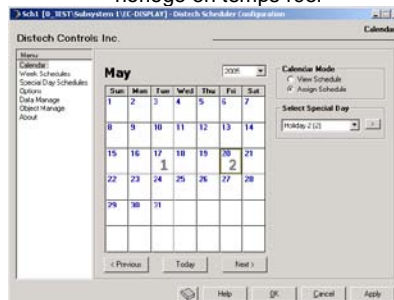 Horloge en temps réel
Sch1 [0_TEST\Subsystem 1\EC-DISPLAY] - Distech Scheduler Configuration
Distech Controls Inc.
Calendar
Menu
Calendar
Week Schedules
Special Day Schedules
Options
Data Manage
Object Manage
About
May 2005
Sun Mon Tue Wed Thu Fri Sat
1 2 3 4 5 6 7
8 9 10 11 12 13 14
15 16 17 18 19 20 21
1 2
22 23 24 25 26 27 28
29 30 31
< Previous Today Next >
Calendar Mode
View Schedule
Assign Schedule
Select Special Day
Holiday 2 (2)
Help OK Cancel Apply